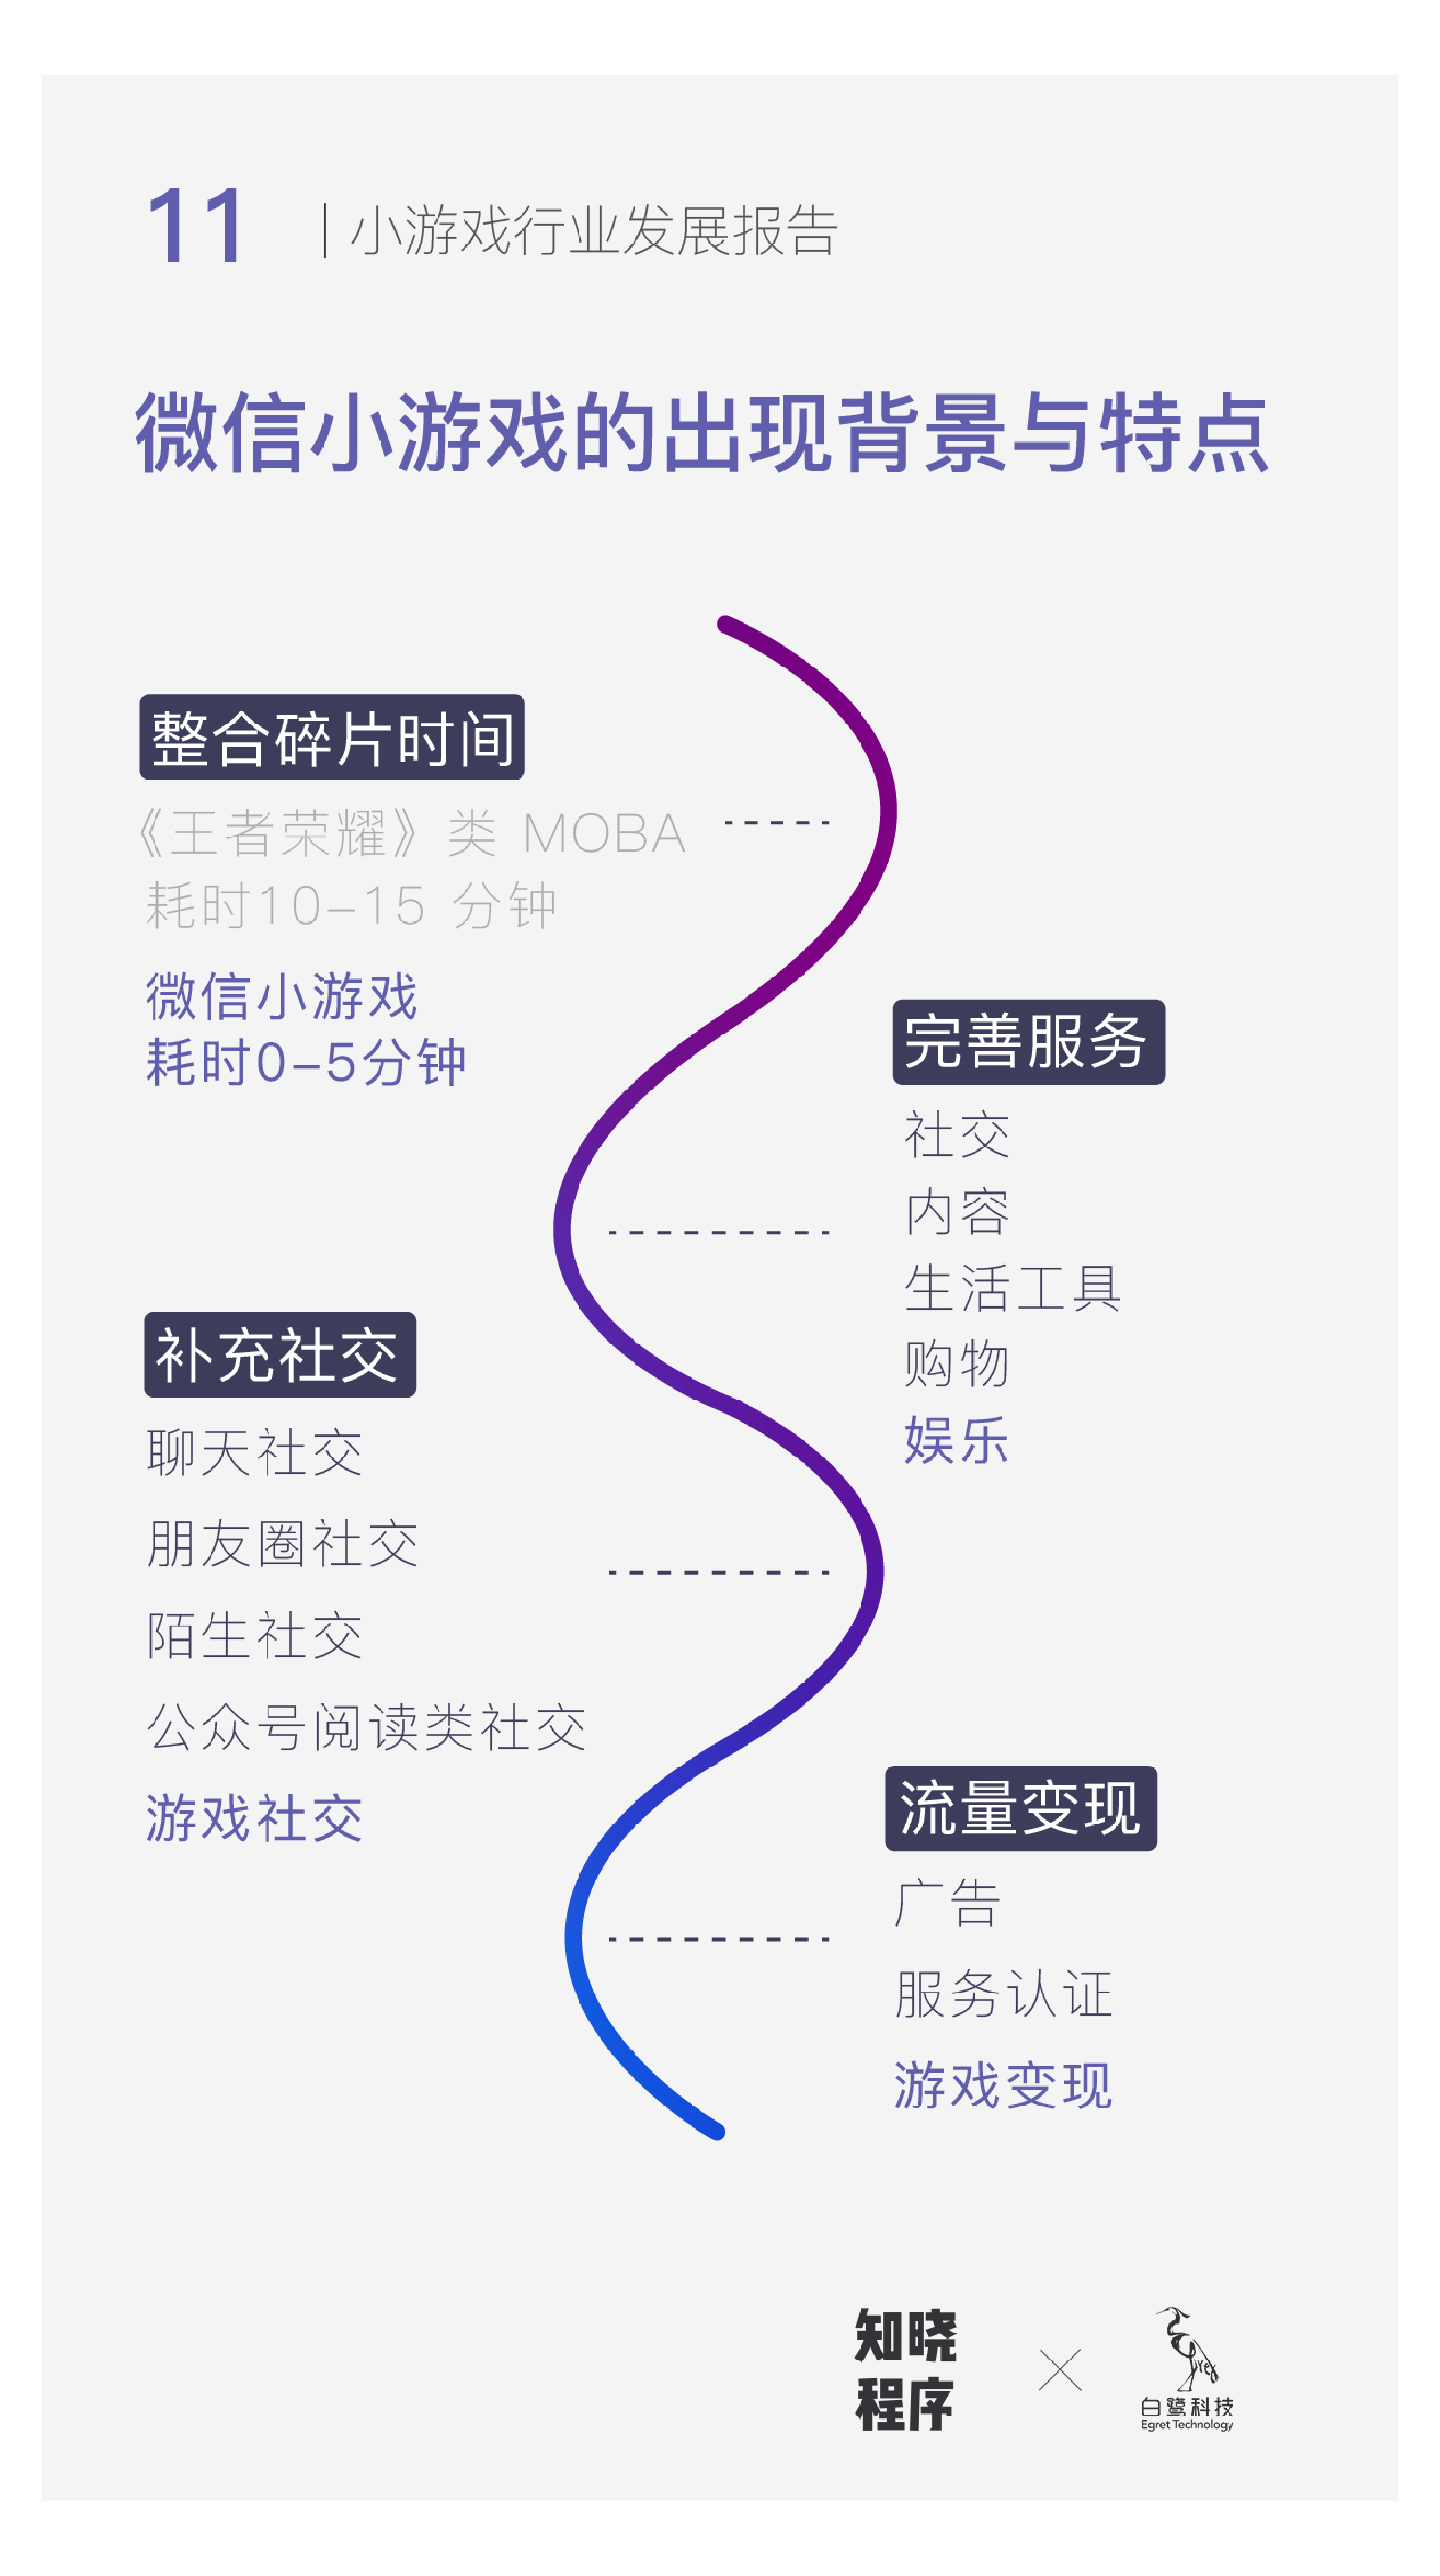 11
小游戏行业发展报告
微信小游戏的出现背景与特点
整合碎片时间
《王者荣耀》类 MOBA
耗时10-15 分钟
微信小游戏
耗时0-5分钟
完善服务
社交
内容
生活工具
购物
娱乐
补充社交
聊天社交
朋友圈社交
陌生社交
公众号阅读类社交
游戏社交
流量变现
广告
服务认证
游戏变现
知晓
程序
白鹭科技
Egret Technology